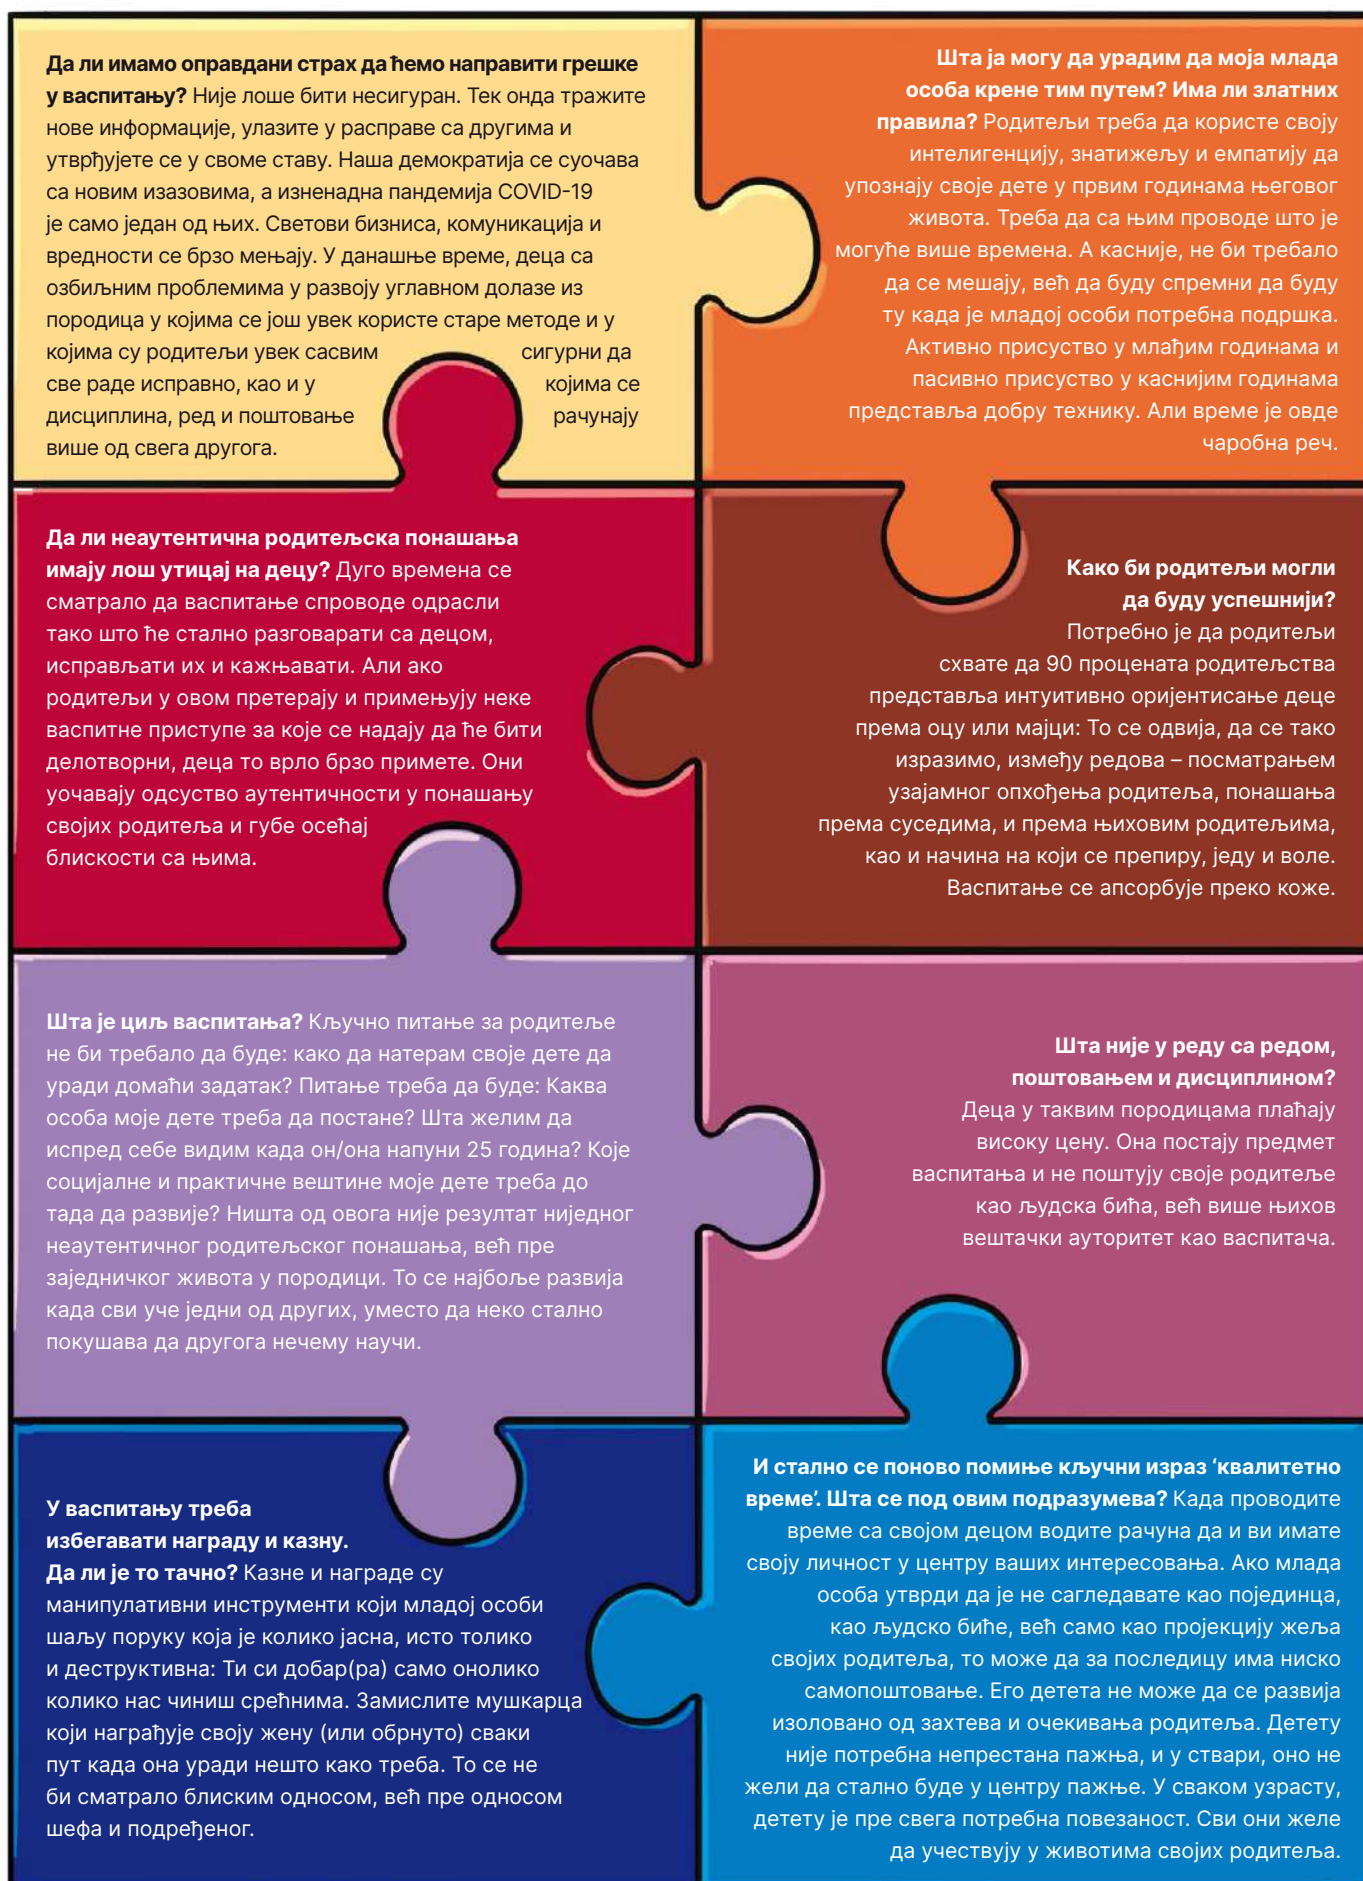 Да ли имамо оправдани страх да ћемо направити грешке
у васпитању? Није лоше бити несигуран. Тек онда тражите
нове информације, улазите у расправе са другима и
утврђујете се у своме ставу. Наша демократија се суочава
са новим изазовима, а изненадна пандемија COVID-19
је само један од њих. Светови бизниса, комуникација и
вредности се брзо мењају. У данашње време, деца са
озбиљним проблемима у развоју углавном долазе из
породица у којима се још увек користе старе методе и у
којима су родитељи увек сасвим сигурни да
све раде исправно, као и у којима се
дисциплина, ред и поштовање рачунају
више од свега другога.
Шта ја могу да урадим да моја млада
особа крене тим путем? Има ли златних
правила? Родитељи треба да користе своју
интелигенцију, знатижељу и емпатију да
упознају своје дете у првим годинама његовог
живота. Треба да са њим проводе што је
могуће више времена. А касније, не би требало
да се мешају, већ да буду спремни да буду
ту када је младој особи потребна подршка.
Активно присуство у млађим годинама и
пасивно присуство у каснијим годинама
представља добру технику. Али време је овде
чаробна реч.
Да ли неаутентична родитељска понашања
имају лош утицај на децу? Дуго времена се
сматрало да васпитање спроводе одрасли
тако што ће стално разговарати са децом,
исправљати их и кажњавати. Али ако
родитељи у овом претерају и примењују неке
васпитне приступе за које се надају да ће бити
делотворни, деца то врло брзо примете. Они
уочавају одсуство аутентичности у понашању
својих родитеља и губе осећај
блискости са њима.
Како би родитељи могли
да буду успешнији?
Потребно је да родитељи
схвате да 90 процената родитељства
представља интуитивно оријентисање деце
према оцу или мајци: То се одвија, да се тако
изразимо, између редова – посматрањем
узајамног опхођења родитеља, понашања
према суседима, и према њиховим родитељима,
као и начина на који се препиру, једу и воле.
Васпитање се апсорбује преко коже.
Шта је циљ васпитања? Кључно питање за родитеље
не би требало да буде: како да натерам своје дете да
уради домаћи задатак? Питање треба да буде: Каква
особа моје дете треба да постане? Шта желим да
испред себе видим када он/она напуни 25 година? Које
социјалне и практичне вештине моје дете треба до
тада да развије? Ништа од овога није резултат ниједног
неаутентичног родитељског понашања, већ пре
заједничког живота у породици. То се најбоље развија
када сви уче једни од других, уместо да неко стално
покушава да другога нечему научи.
Шта није у реду са редом,
поштовањем и дисциплином?
Деца у таквим породицама плаћају
високу цену. Она постају предмет
васпитања и не поштују своје родитеље
као људска бића, већ више њихов
вештачки ауторитет као васпитача.
У васпитању треба
избегавати награду и казну.
Да ли је то тачно? Казне и награде су
манипулативни инструменти који младој особи
шаљу поруку која је колико јасна, исто толико
и деструктивна: Ти си добар(ра) само онолико
колико нас чиниш срећнима. Замислите мушкарца
који награђује своју жену (или обрнуто) сваки
пут када она уради нешто како треба. То се не
би сматрало блиским односом, већ пре односом
шефа и подређеног.
И стално се поново помиње кључни израз ‘квалитетно
време’. Шта се под овим подразумева? Када проводите
време са својом децом водите рачуна да и ви имате
своју личност у центру ваших интересовања. Ако млада
особа утврди да је не сагледавате као појединца,
као људско биће, већ само као пројекцију жеља
својих родитеља, то може да за последицу има ниско
самопоштовање. Его детета не може да се развија
изоловано од захтева и очекивања родитеља. Детету
није потребна непрестана пажња, и у ствари, оно не
жели да стално буде у центру пажње. У сваком узрасту,
детету је пре свега потребна повезаност. Сви они желе
да учествују у животима својих родитеља.